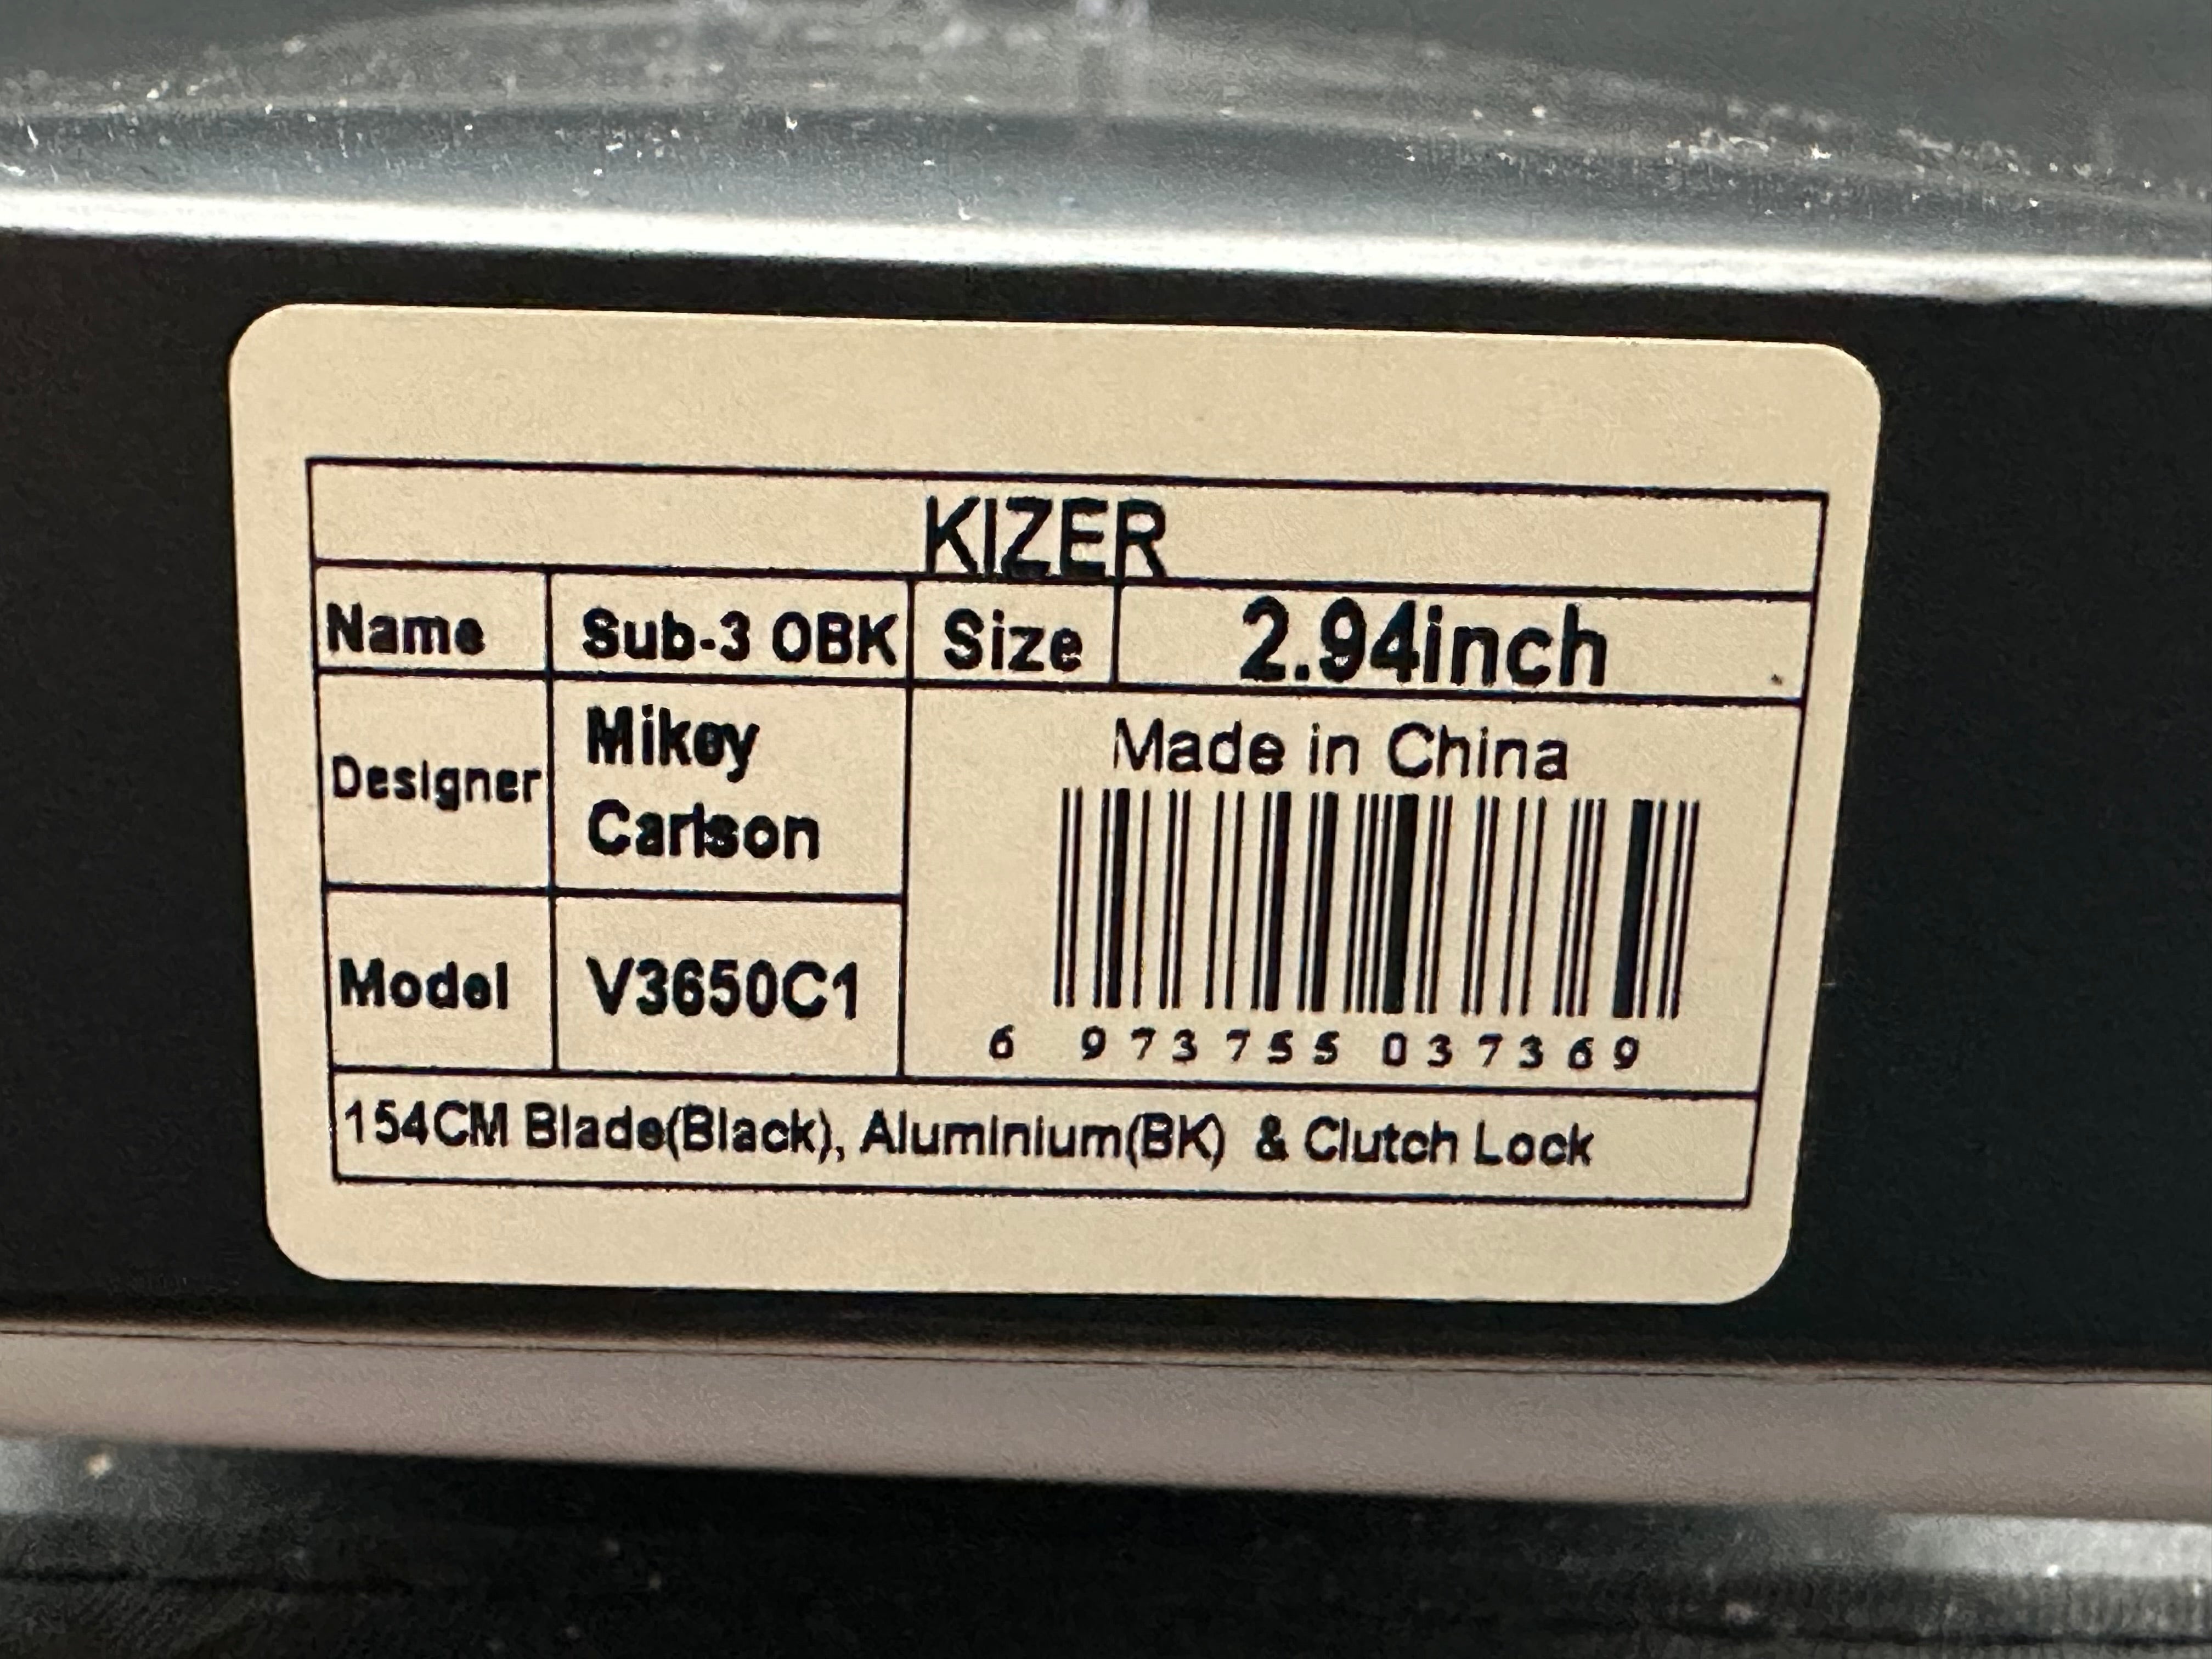 KIZER
Name Sub-3 OBK Size 2.94inch
Designer Mikey
Carlson
Made in China
Model V3650C1
6 973755 037369
154CM Blade(Black), Aluminium(BK) & Clutch Lock